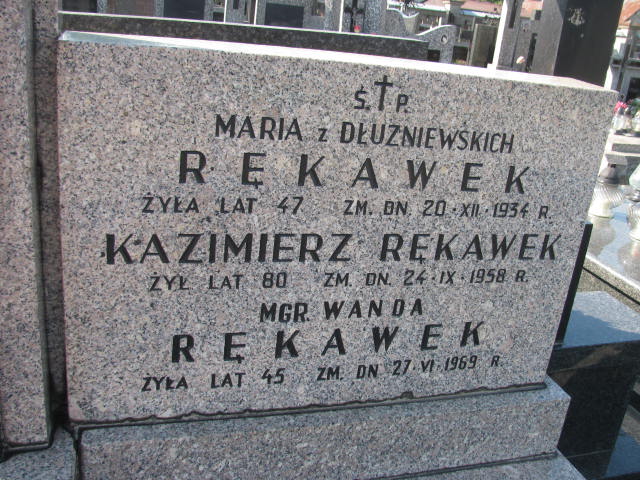 Ś.†P.
MARIA z DŁUŻNIEWSKICH
RĘKAWEK
ŻYŁA LAT 47 ZM. DN. 20·XII·1934 R.
KAZIMIERZ RĘKAWEK
ŻYŁ LAT 80 ZM. DN. 24·IX·1958 R.
MGR. WANDA
RĘKAWEK
ŻYŁA LAT 45 ZM. DN 27·VI·1969 R.